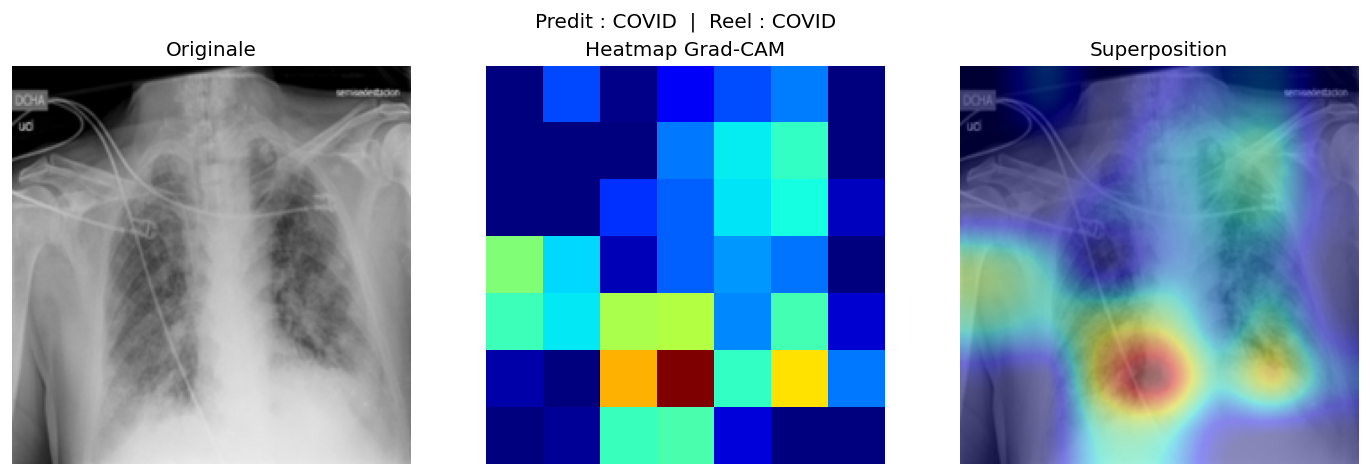 Predit : COVID | Reel : COVID
Originale
Heatmap Grad-CAM
Superposition
DCHA
uci
semisedestacion
DCHA
uci
semisedestacion